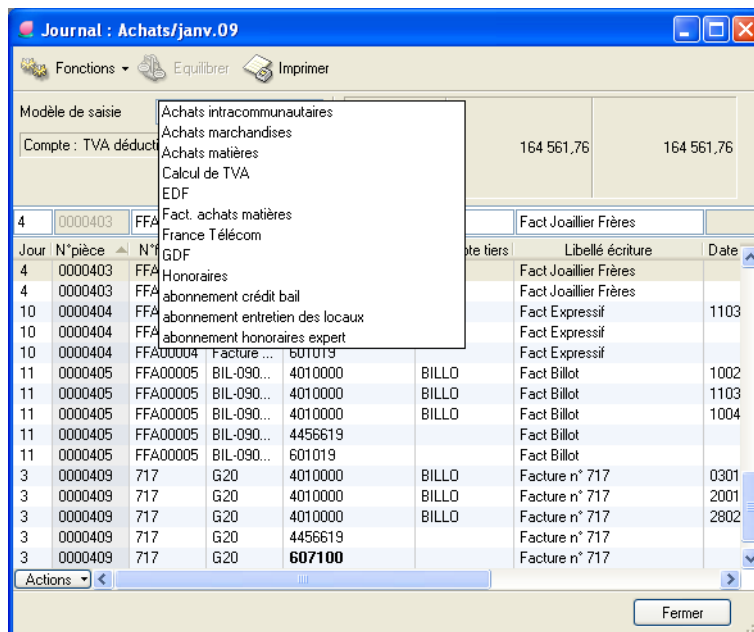 Journal : Achats/janv.09
Fonctions Equilibrer Imprimer
Modèle de saisie
Achats intracommunautaires
Achats marchandises
Achats matières
Calcul de TVA
EDF
Fact. achats matières
France Télécom
GDF
Honoraires
abonnement crédit bail
abonnement entretien des locaux
abonnement honoraires expert
Compte : TVA déducti 164 561,76 164 561,76
4 0000403 FFA Fact Joaillier Frères
Jour N°pièce N°f pte tiers Libellé écriture Date
4 0000403 FFA Fact Joaillier Frères
4 0000403 FFA Fact Joaillier Frères
10 0000404 FFA Fact Expressif 1103
10 0000404 FFA Fact Expressif
10 0000404 FFA00004 Facture ... 601019 Fact Expressif
11 0000405 FFA00005 BIL-090... 4010000 BILLO Fact Billot 1002
11 0000405 FFA00005 BIL-090... 4010000 BILLO Fact Billot 1103
11 0000405 FFA00005 BIL-090... 4010000 BILLO Fact Billot 1004
11 0000405 FFA00005 BIL-090... 4456619 Fact Billot
11 0000405 FFA00005 BIL-090... 601019 Fact Billot
3 0000409 717 G20 4010000 BILLO Facture n° 717 0301
3 0000409 717 G20 4010000 BILLO Facture n° 717 2001
3 0000409 717 G20 4010000 BILLO Facture n° 717 2802
3 0000409 717 G20 4456619 Facture n° 717
3 0000409 717 G20 607100 Facture n° 717
Actions
Fermer